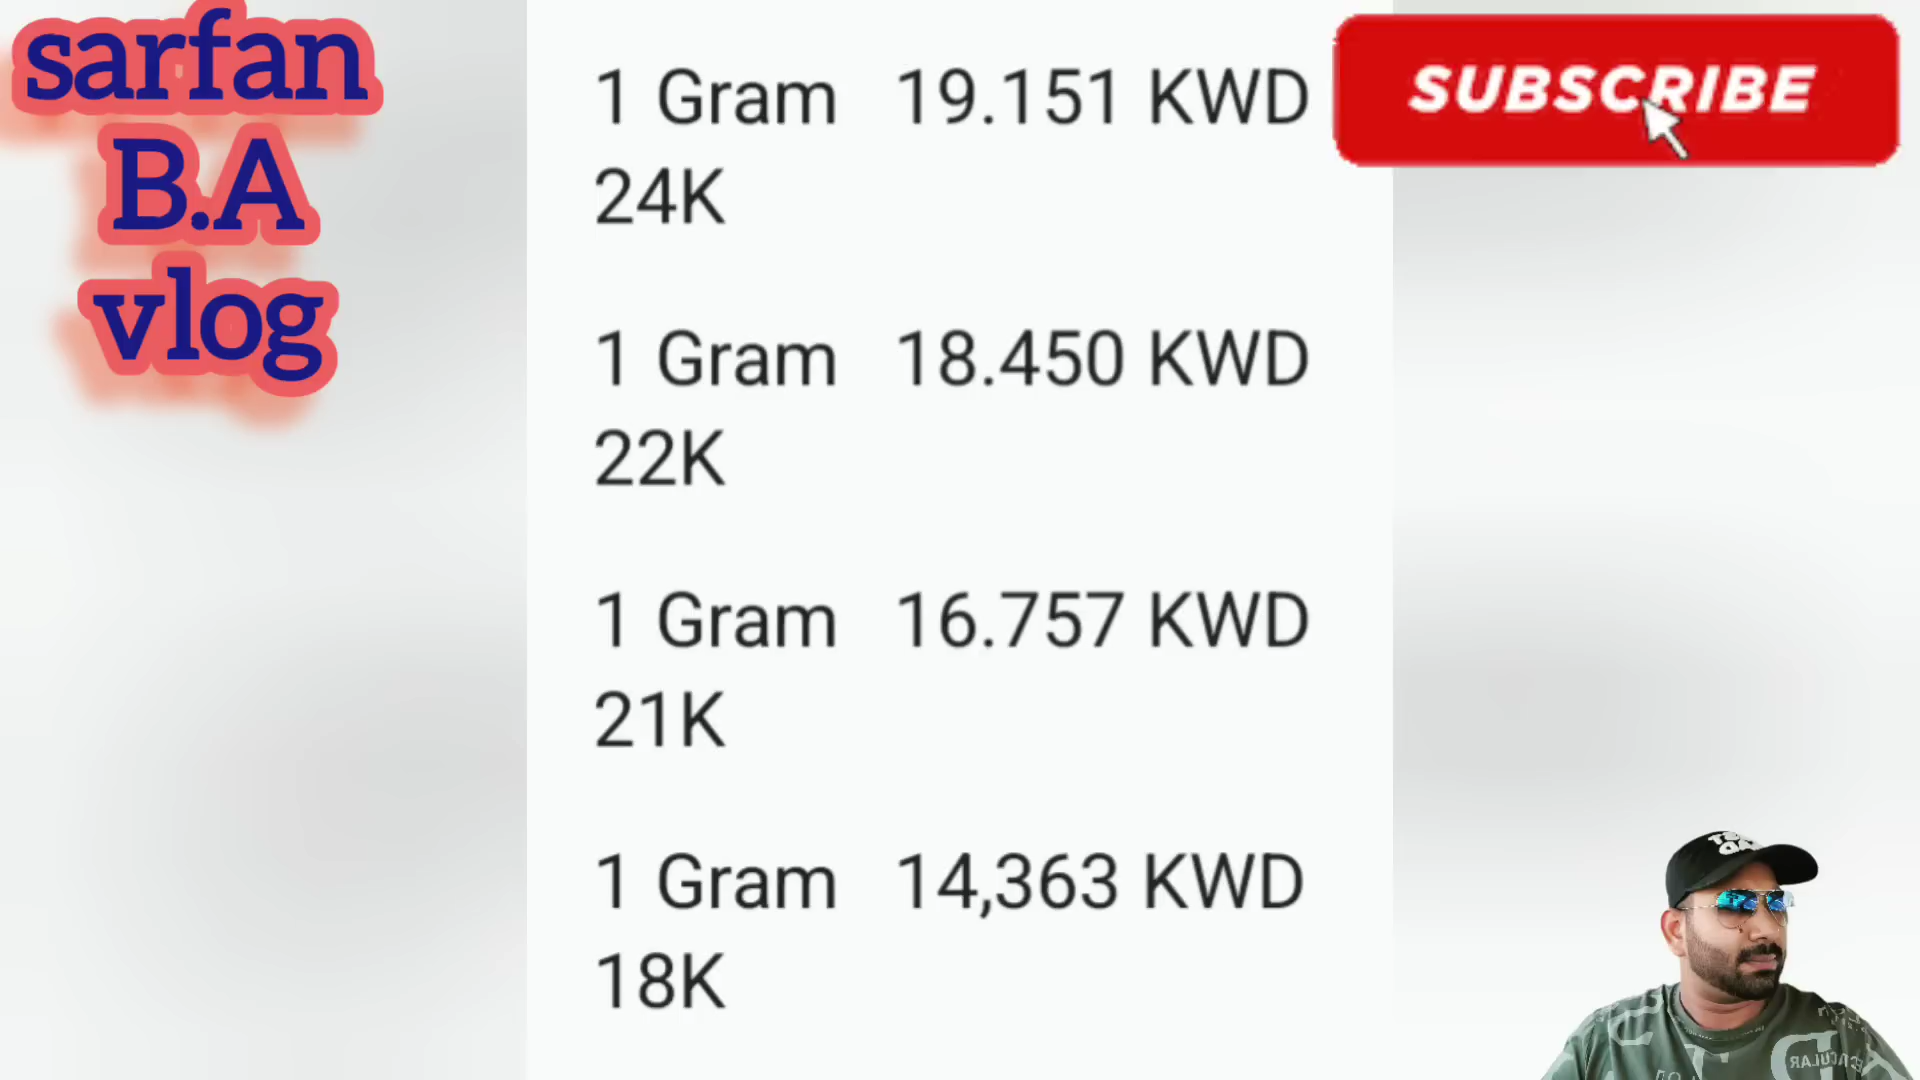 sarfan
B.A
vlog
1 Gram 19.151 KWD
24K
1 Gram 18.450 KWD
22K
1 Gram 16.757 KWD
21K
1 Gram 14,363 KWD
18K
SUBSCRIBE